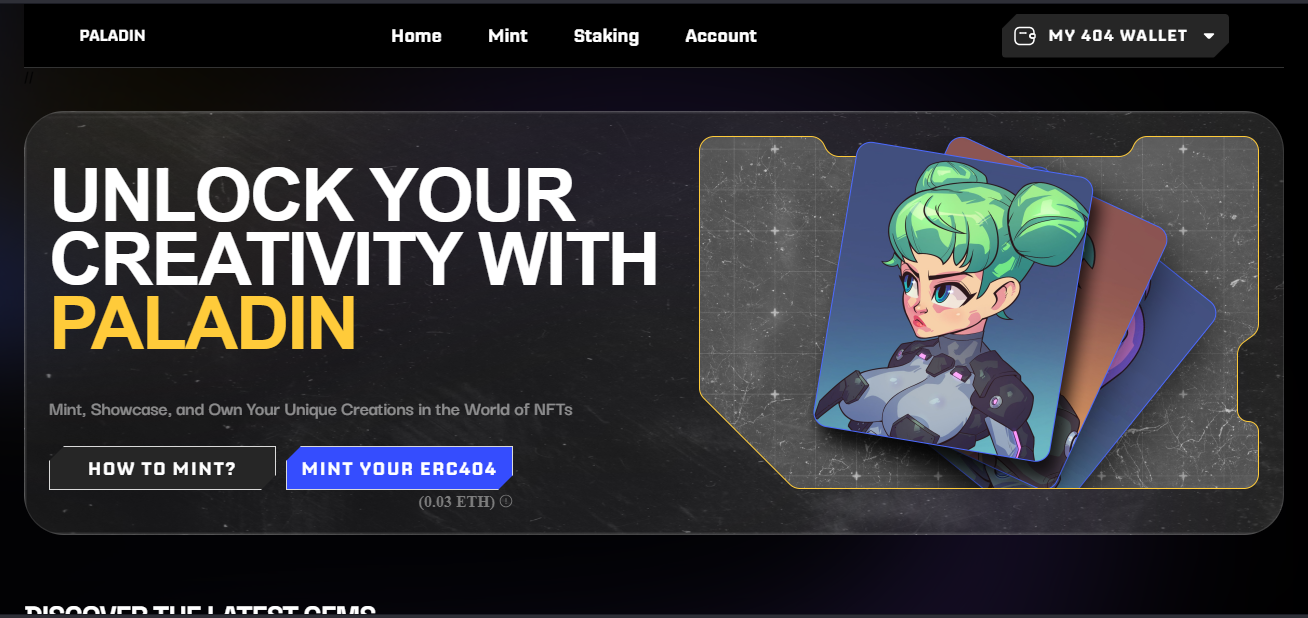 PALADIN
Home Mint Staking Account
MY 404 WALLET
//
UNLOCK YOUR
CREATIVITY WITH
PALADIN
Mint, Showcase, and Own Your Unique Creations in the World of NFTs
HOW TO MINT? MINT YOUR ERC404
(0.03 ETH)
DISCOVER THE LATEST GEMS